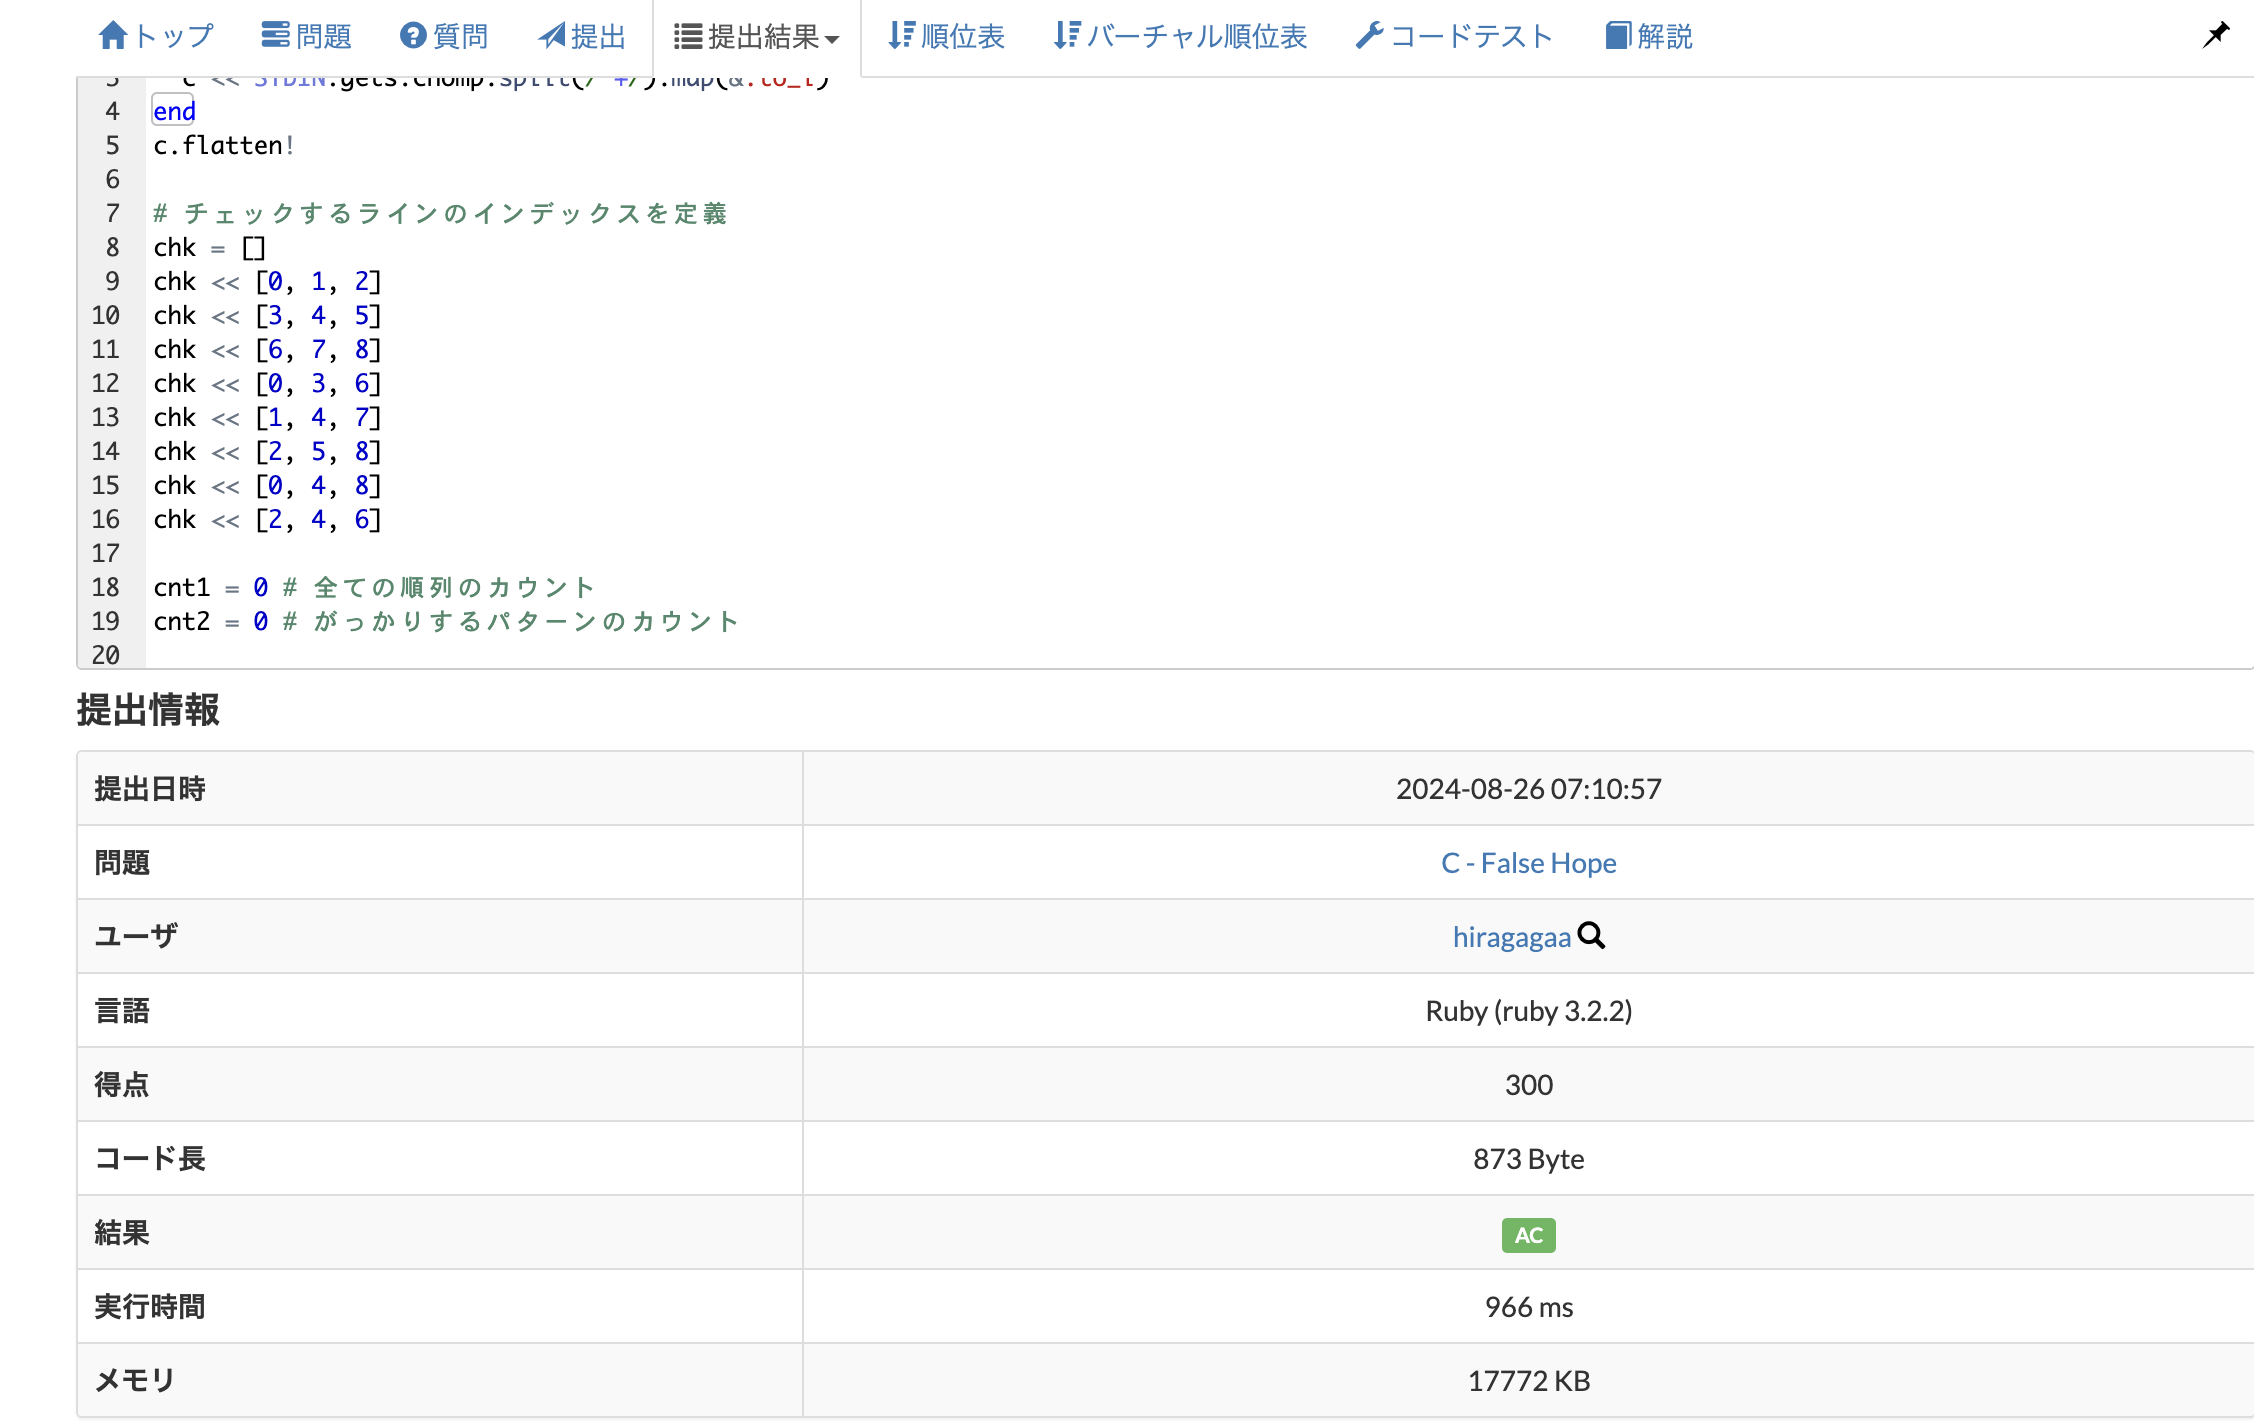 トップ 問題 質問 提出 提出結果 順位表 バーチャル順位表 コードテスト 解説
3 c << STDIN.gets.chomp.split(/ +/).map(&:to_i)
4 end
5 c.flatten!
6
7 # チェックするラインのインデックスを定義
8 chk = []
9 chk << [0, 1, 2]
10 chk << [3, 4, 5]
11 chk << [6, 7, 8]
12 chk << [0, 3, 6]
13 chk << [1, 4, 7]
14 chk << [2, 5, 8]
15 chk << [0, 4, 8]
16 chk << [2, 4, 6]
17
18 cnt1 = 0 # 全ての順列のカウント
19 cnt2 = 0 # がっかりするパターンのカウント
20
提出情報
提出日時 2024-08-26 07:10:57
問題 C - False Hope
ユーザ hiragagaa
言語 Ruby (ruby 3.2.2)
得点 300
コード長 873 Byte
結果 AC
実行時間 966 ms
メモリ 17772 KB